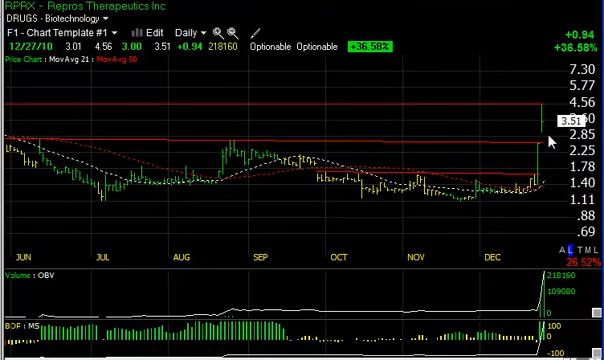 RPRX - Repros Therapeutics Inc
DRUGS - Biotechnology
+0.94
F1 - Chart Template #1 Edit Daily
+36.58%
12/27/10 3.01 4.56 3.00 3.51 +0.94 218160 Optionable Optionable +36.58%
Price Chart : MovAvg 21 : MovAvg 50
7.30
5.77
4.56
3.51
2.85
2.25
1.78
1.40
1.11
.88
.69
A L T M L
JUN JUL AUG SEP OCT NOV DEC
26.52%
Volume : OBV
218160
109080
BOP : MS
100
0
-100